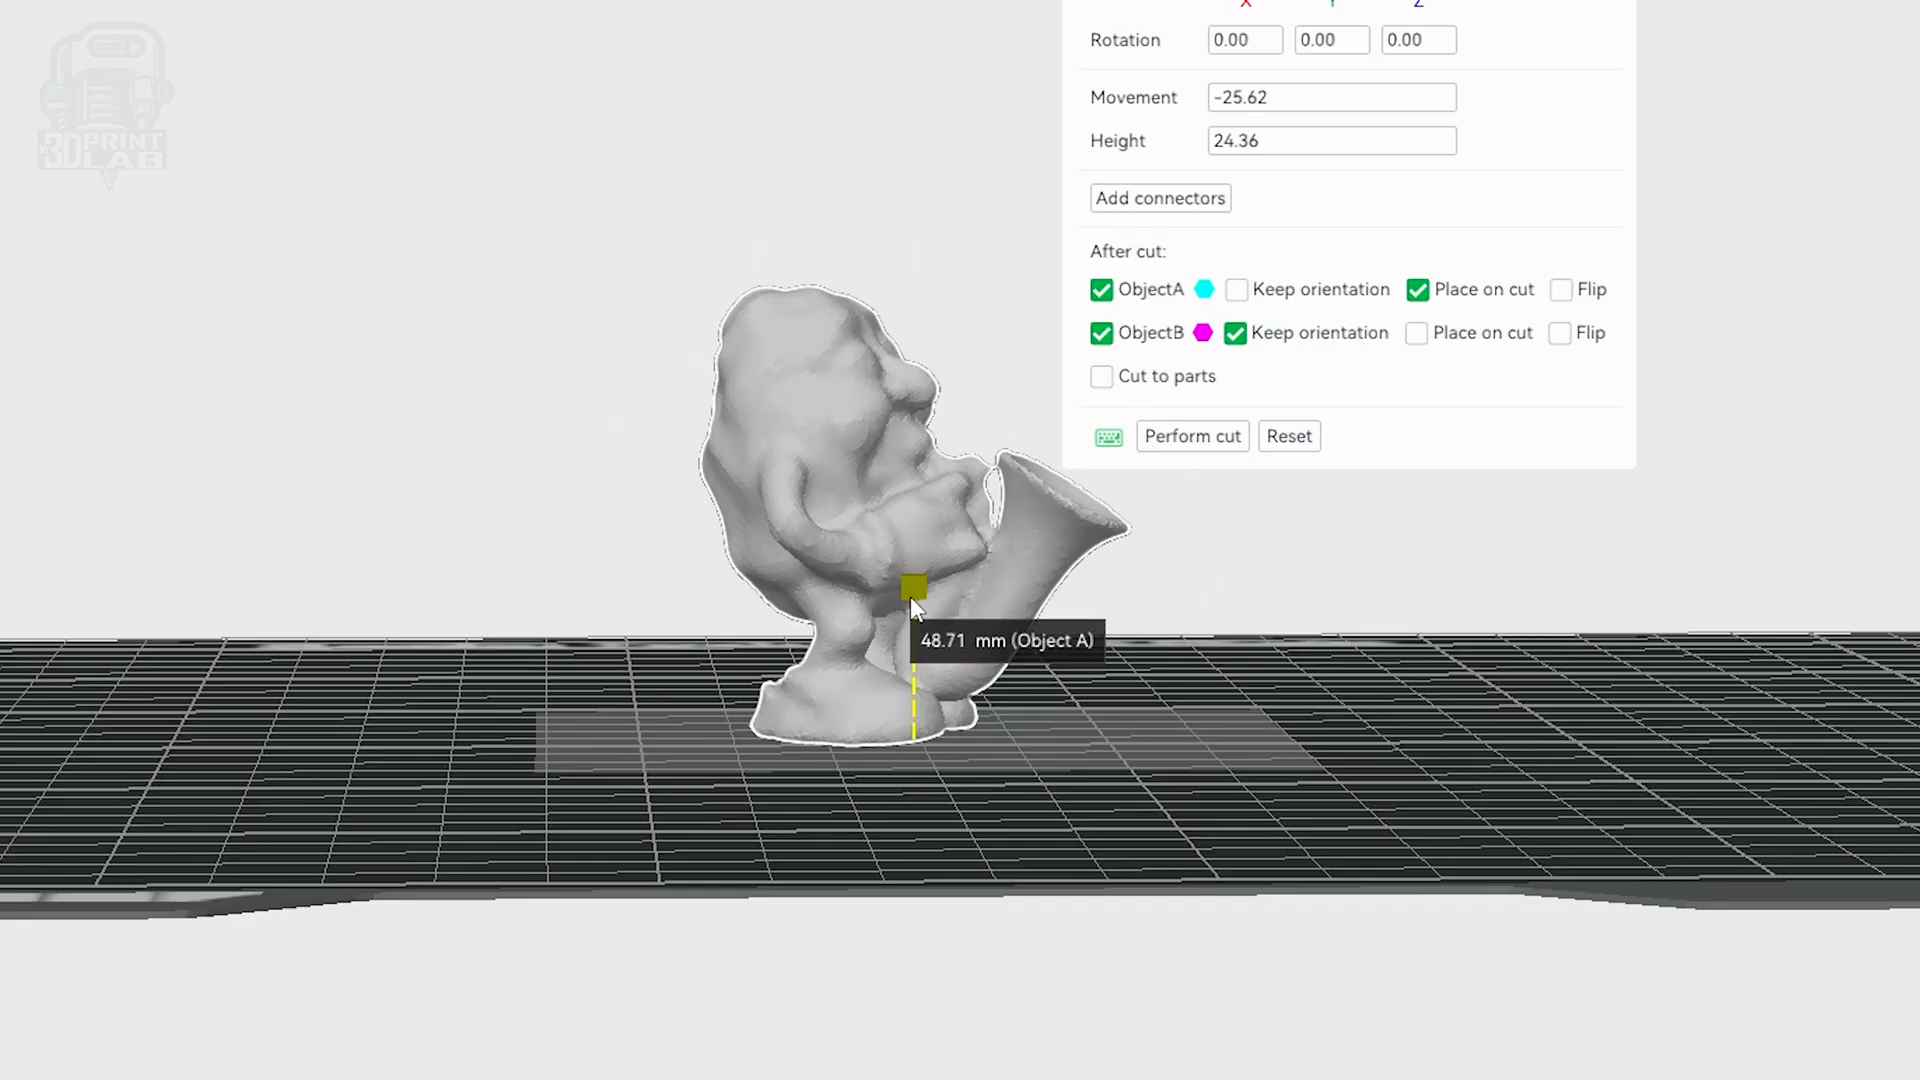 X Y Z
Rotation 0.00 0.00 0.00
Movement -25.62
Height 24.36
Add connectors
After cut:
ObjectA Keep orientation Place on cut Flip
ObjectB Keep orientation Place on cut Flip
Cut to parts
Perform cut Reset
48.71 mm (Object A)
3DPRINT
LAB